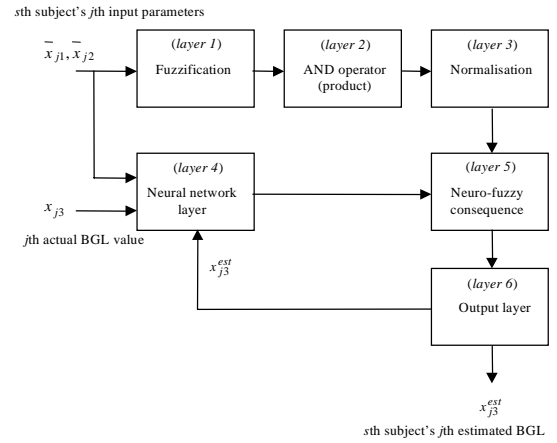 sth subject's jth input parameters
x̄j1, x̄j2
(layer 1)
Fuzzification
(layer 2)
AND operator
(product)
(layer 3)
Normalisation
(layer 4)
Neural network
layer
(layer 5)
Neuro-fuzzy
consequence
xj3
jth actual BGL value
xj3^est
(layer 6)
Output layer
xj3^est
sth subject's jth estimated BGL